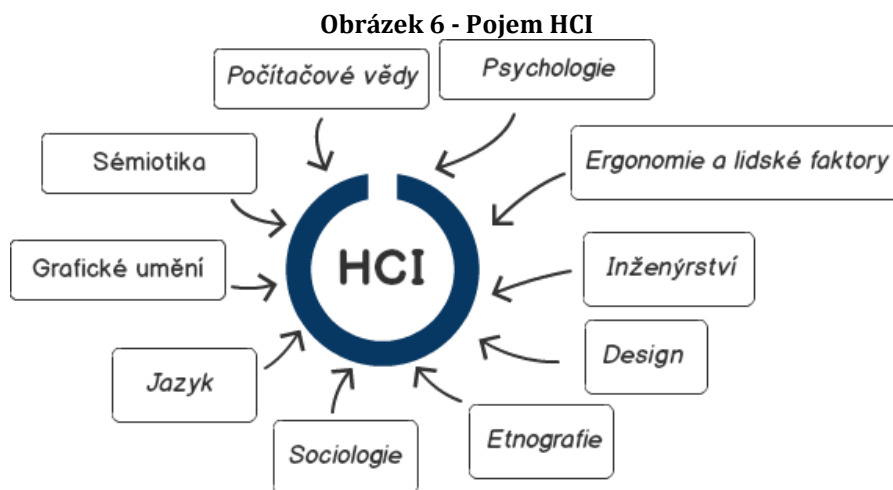 Obrázek 6 - Pojem HCI
Počítačové vědy
Psychologie
Sémiotika
Ergonomie a lidské faktory
Grafické umění
HCI
Inženýrství
Jazyk
Design
Sociologie
Etnografie